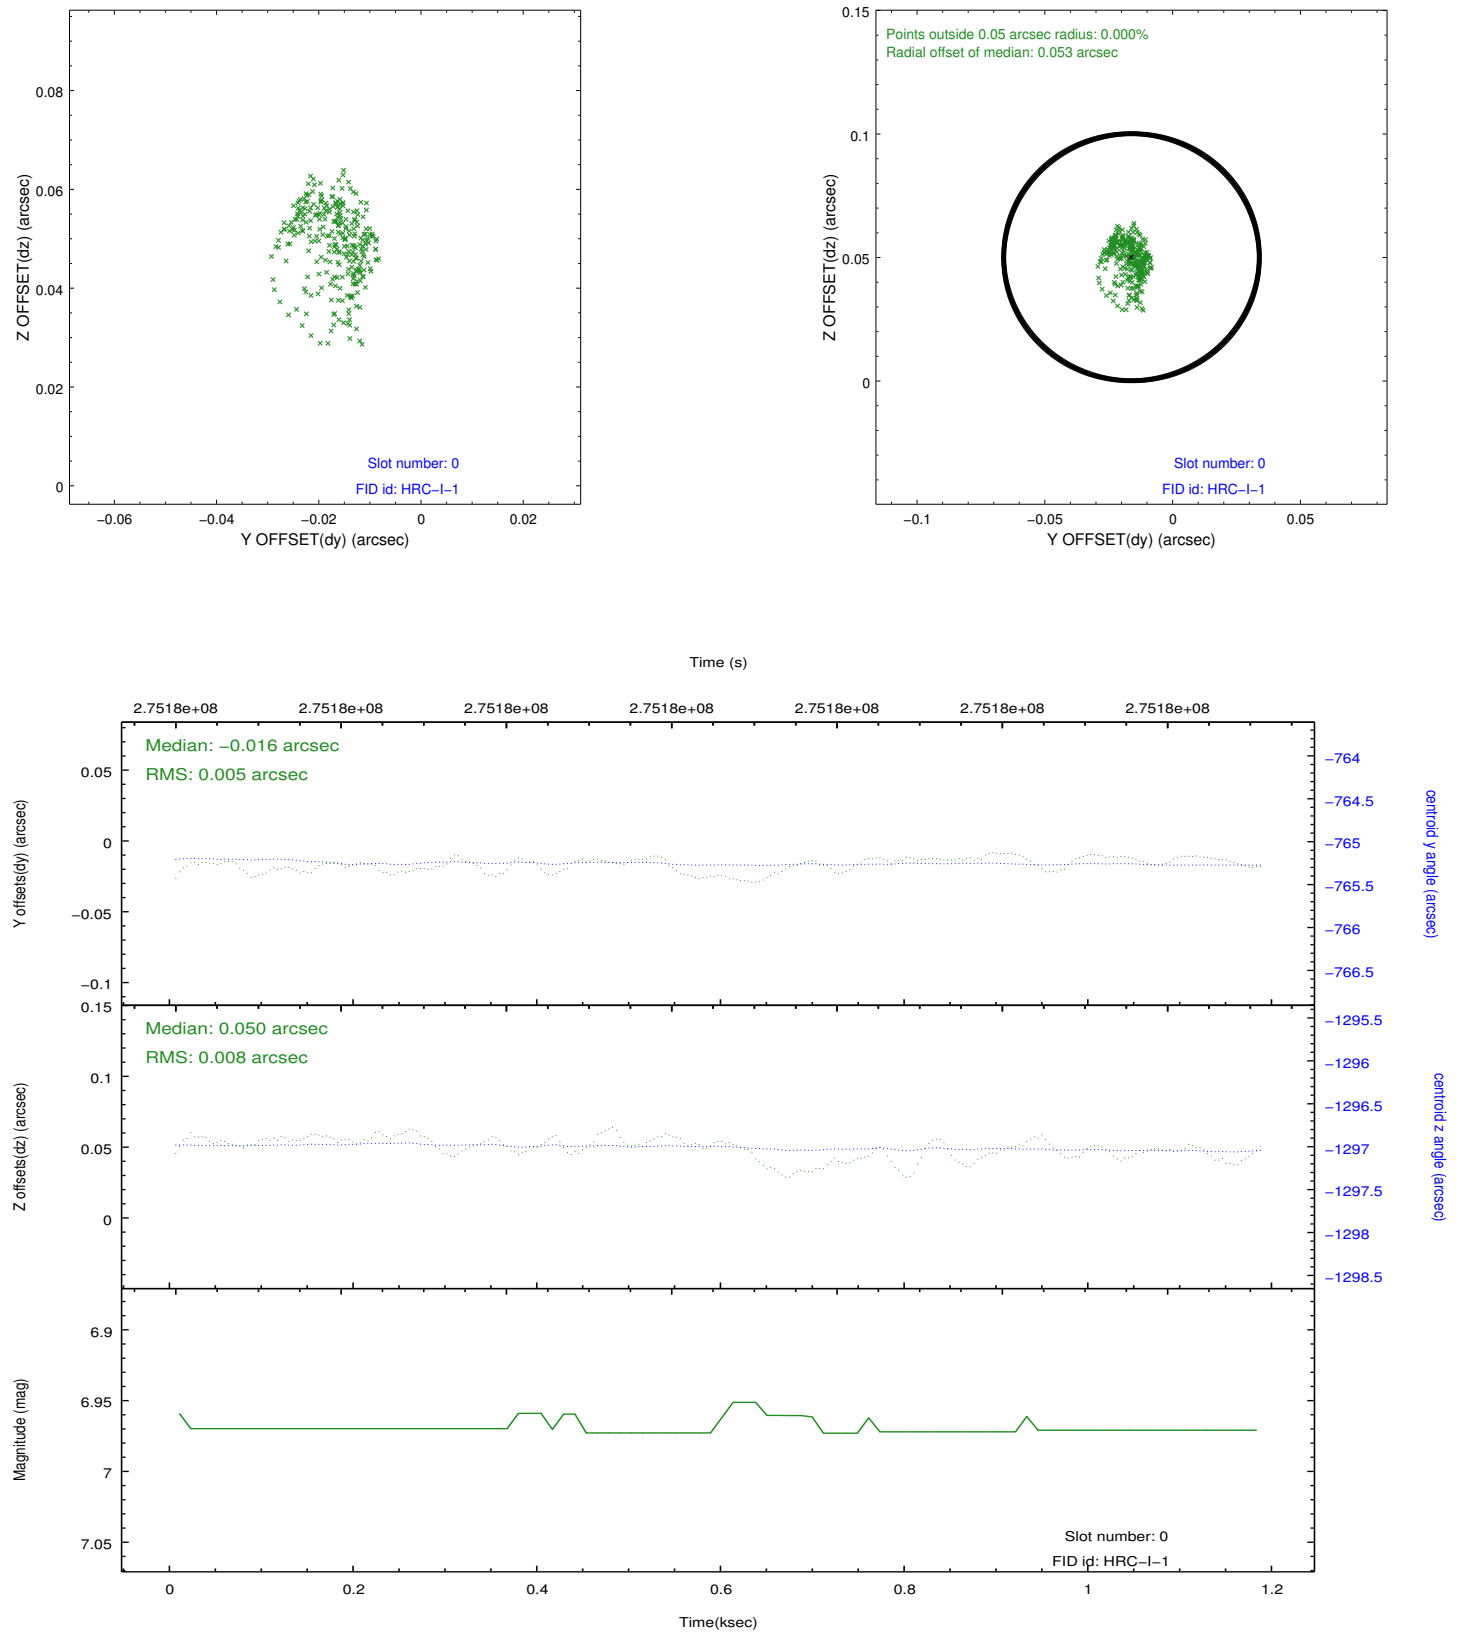 0.08
0.06
0.04
0.02
0
Z OFFSET(dz) (arcsec)
Slot number: 0
FID id: HRC−I−1
−0.06
−0.04
−0.02
0
0.02
Y OFFSET(dy) (arcsec)
0.15
0.1
0.05
0
Z OFFSET(dz) (arcsec)
Points outside 0.05 arcsec radius: 0.000%
Radial offset of median: 0.053 arcsec
Slot number: 0
FID id: HRC−I−1
−0.1
−0.05
0
0.05
Y OFFSET(dy) (arcsec)
Time (s)
2.7518e+08
2.7518e+08
2.7518e+08
2.7518e+08
2.7518e+08
2.7518e+08
2.7518e+08
Median: −0.016 arcsec
RMS: 0.005 arcsec
0.05
0
−0.05
−0.1
Y offsets(dy) (arcsec)
−764
−764.5
−765
−765.5
−766
−766.5
centroid y angle (arcsec)
Median: 0.050 arcsec
RMS: 0.008 arcsec
0.15
0.1
0.05
0
Z offsets(dz) (arcsec)
−1295.5
−1296
−1296.5
−1297
−1297.5
−1298
−1298.5
centroid z angle (arcsec)
6.9
6.95
7
7.05
Magnitude (mag)
Slot number: 0
FID id: HRC−I−1
0
0.2
0.4
0.6
0.8
1
1.2
Time(ksec)